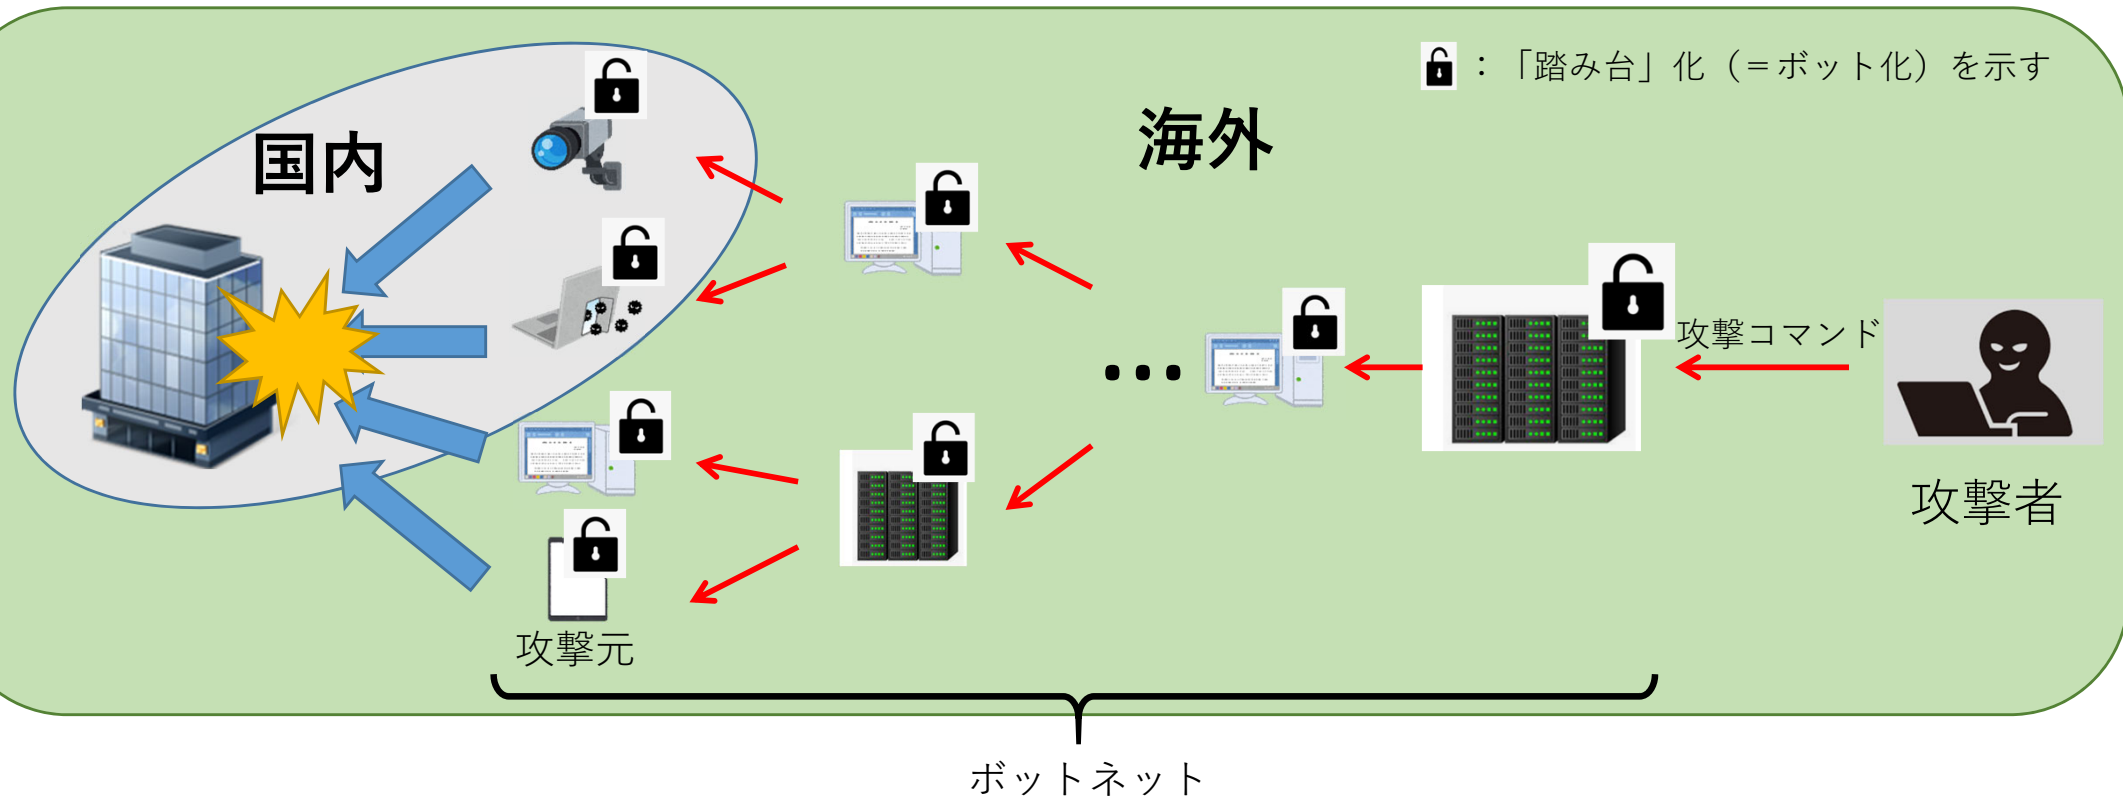 ：「踏み台」化（＝ボット化）を示す
海外
国内
攻撃コマンド
攻撃者
攻撃元
ボットネット